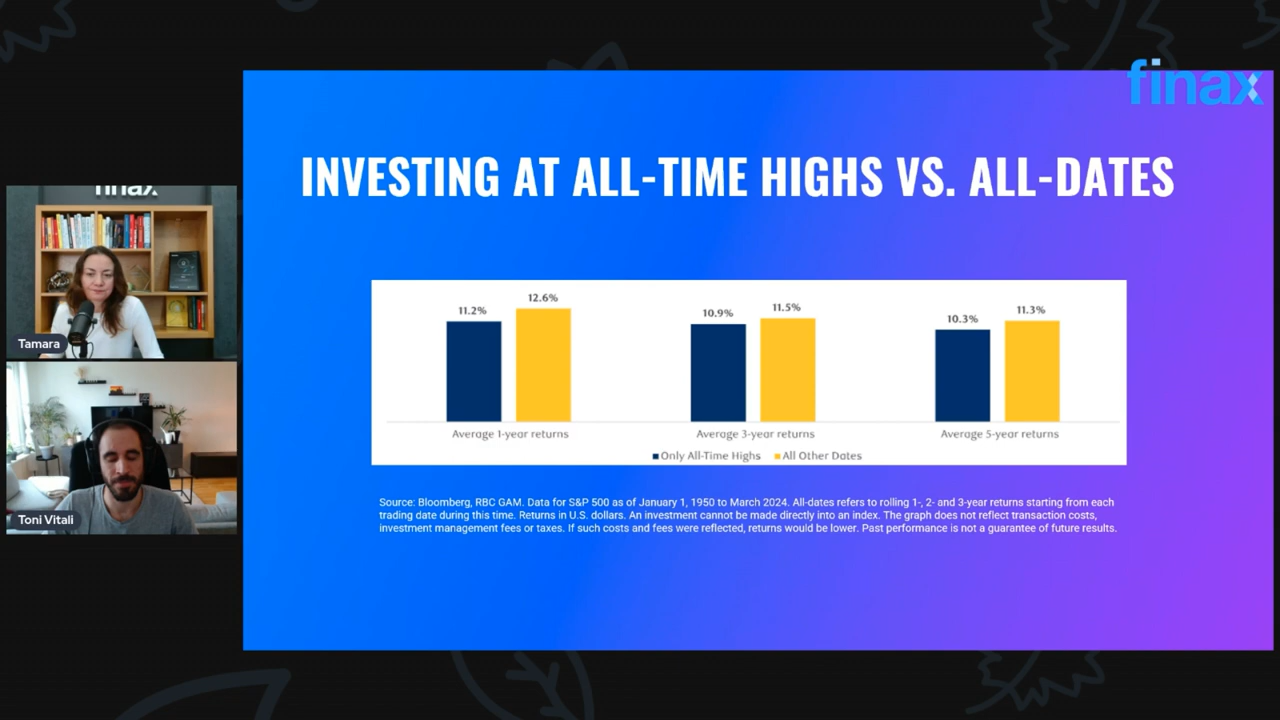 finax
INVESTING AT ALL-TIME HIGHS VS. ALL-DATES
finax
Tamara
Toni Vitali
11.2%
12.6%
10.9%
11.5%
10.3%
11.3%
Average 1-year returns
Average 3-year returns
Average 5-year returns
Only All-Time Highs
All Other Dates
Source: Bloomberg, RBC GAM. Data for S&P 500 as of January 1, 1950 to March 2024. All-dates refers to rolling 1-, 2- and 3-year returns starting from each
trading date during this time. Returns in U.S. dollars. An investment cannot be made directly into an index. The graph does not reflect transaction costs,
investment management fees or taxes. If such costs and fees were reflected, returns would be lower. Past performance is not a guarantee of future results.